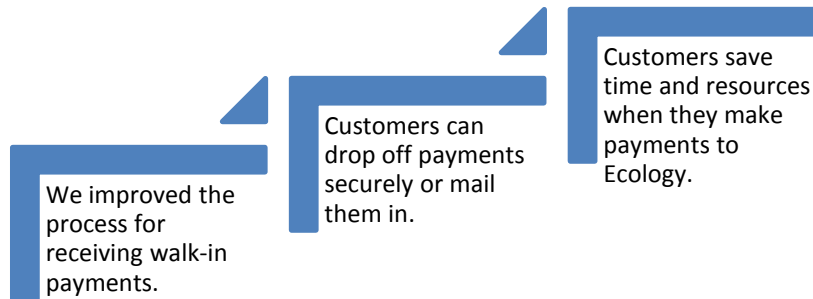 We improved the
process for
receiving walk-in
payments.
Customers can
drop off payments
securely or mail
them in.
Customers save
time and resources
when they make
payments to
Ecology.